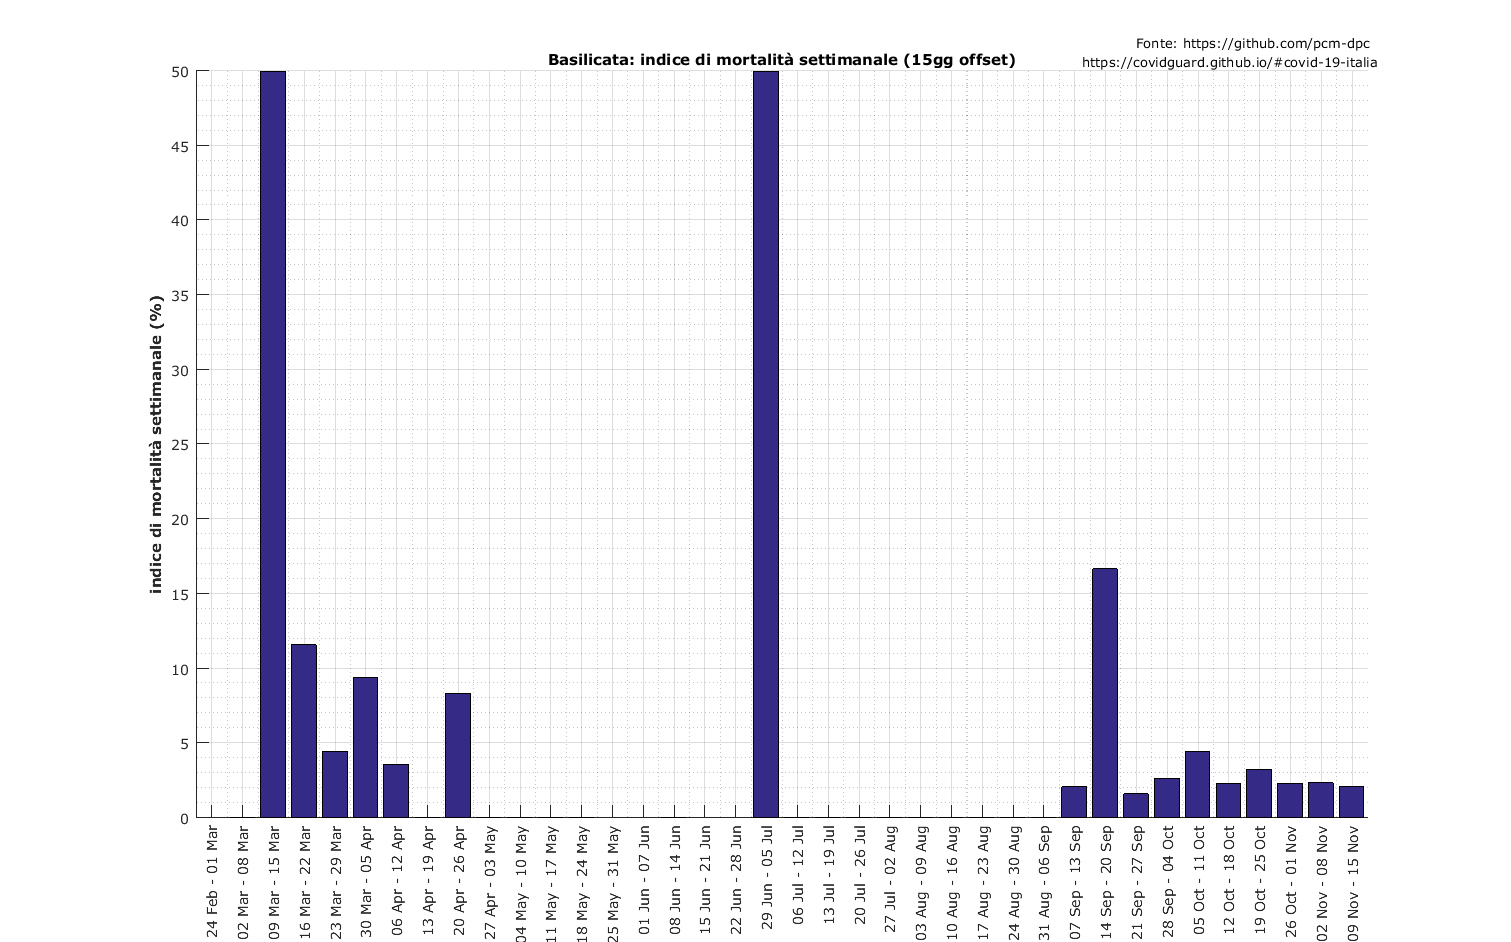 Fonte: https://github.com/pcm-dpc
https://covidguard.github.io/#covid-19-italia
Basilicata: indice di mortalità settimanale (15gg offset)
indice di mortalità settimanale (%)
50
45
40
35
30
25
20
15
10
5
0
24 Feb - 01 Mar
02 Mar - 08 Mar
09 Mar - 15 Mar
16 Mar - 22 Mar
23 Mar - 29 Mar
30 Mar - 05 Apr
06 Apr - 12 Apr
13 Apr - 19 Apr
20 Apr - 26 Apr
27 Apr - 03 May
04 May - 10 May
11 May - 17 May
18 May - 24 May
25 May - 31 May
01 Jun - 07 Jun
08 Jun - 14 Jun
15 Jun - 21 Jun
22 Jun - 28 Jun
29 Jun - 05 Jul
06 Jul - 12 Jul
13 Jul - 19 Jul
20 Jul - 26 Jul
27 Jul - 02 Aug
03 Aug - 09 Aug
10 Aug - 16 Aug
17 Aug - 23 Aug
24 Aug - 30 Aug
31 Aug - 06 Sep
07 Sep - 13 Sep
14 Sep - 20 Sep
21 Sep - 27 Sep
28 Sep - 04 Oct
05 Oct - 11 Oct
12 Oct - 18 Oct
19 Oct - 25 Oct
26 Oct - 01 Nov
02 Nov - 08 Nov
09 Nov - 15 Nov